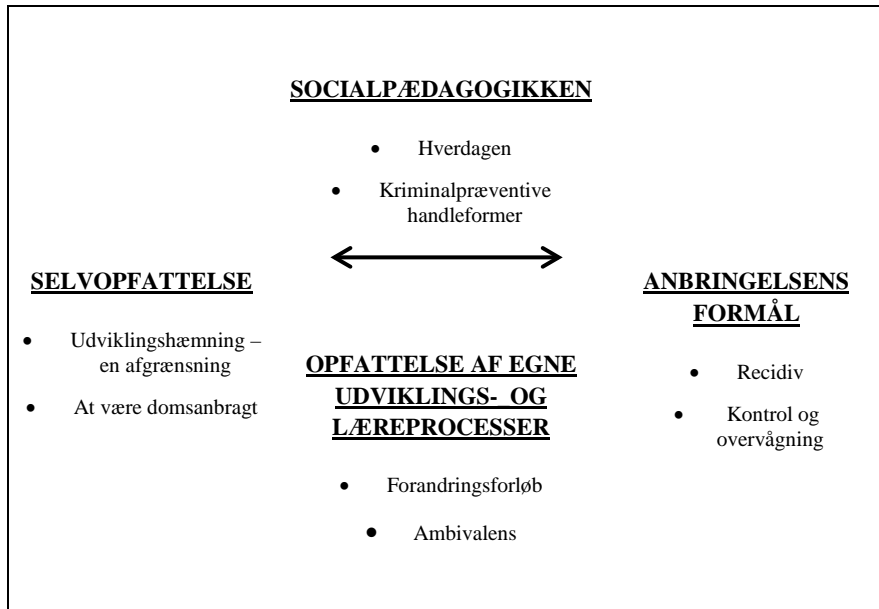 SOCIALPÆDAGOGIKKEN
• Hverdagen
• Kriminalpræventive
handleformer
SELVOPFATTELSE
• Udviklingshæmning –
en afgrænsning
• At være domsanbragt
OPFATTELSE AF EGNE
UDVIKLINGS- OG
LÆREPROCESSER
• Forandringsforløb
• Ambivalens
ANBRINGELSENS
FORMÅL
• Recidiv
• Kontrol og
overvågning